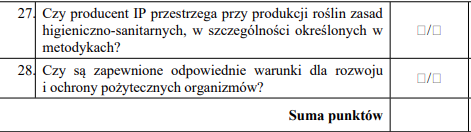 27. Czy producent IP przestrzega przy produkcji roślin zasad
higieniczno-sanitarnych, w szczególności określonych w
metodykach?
□/□
28. Czy są zapewnione odpowiednie warunki dla rozwoju
i ochrony pożytecznych organizmów?
□/□
Suma punktów